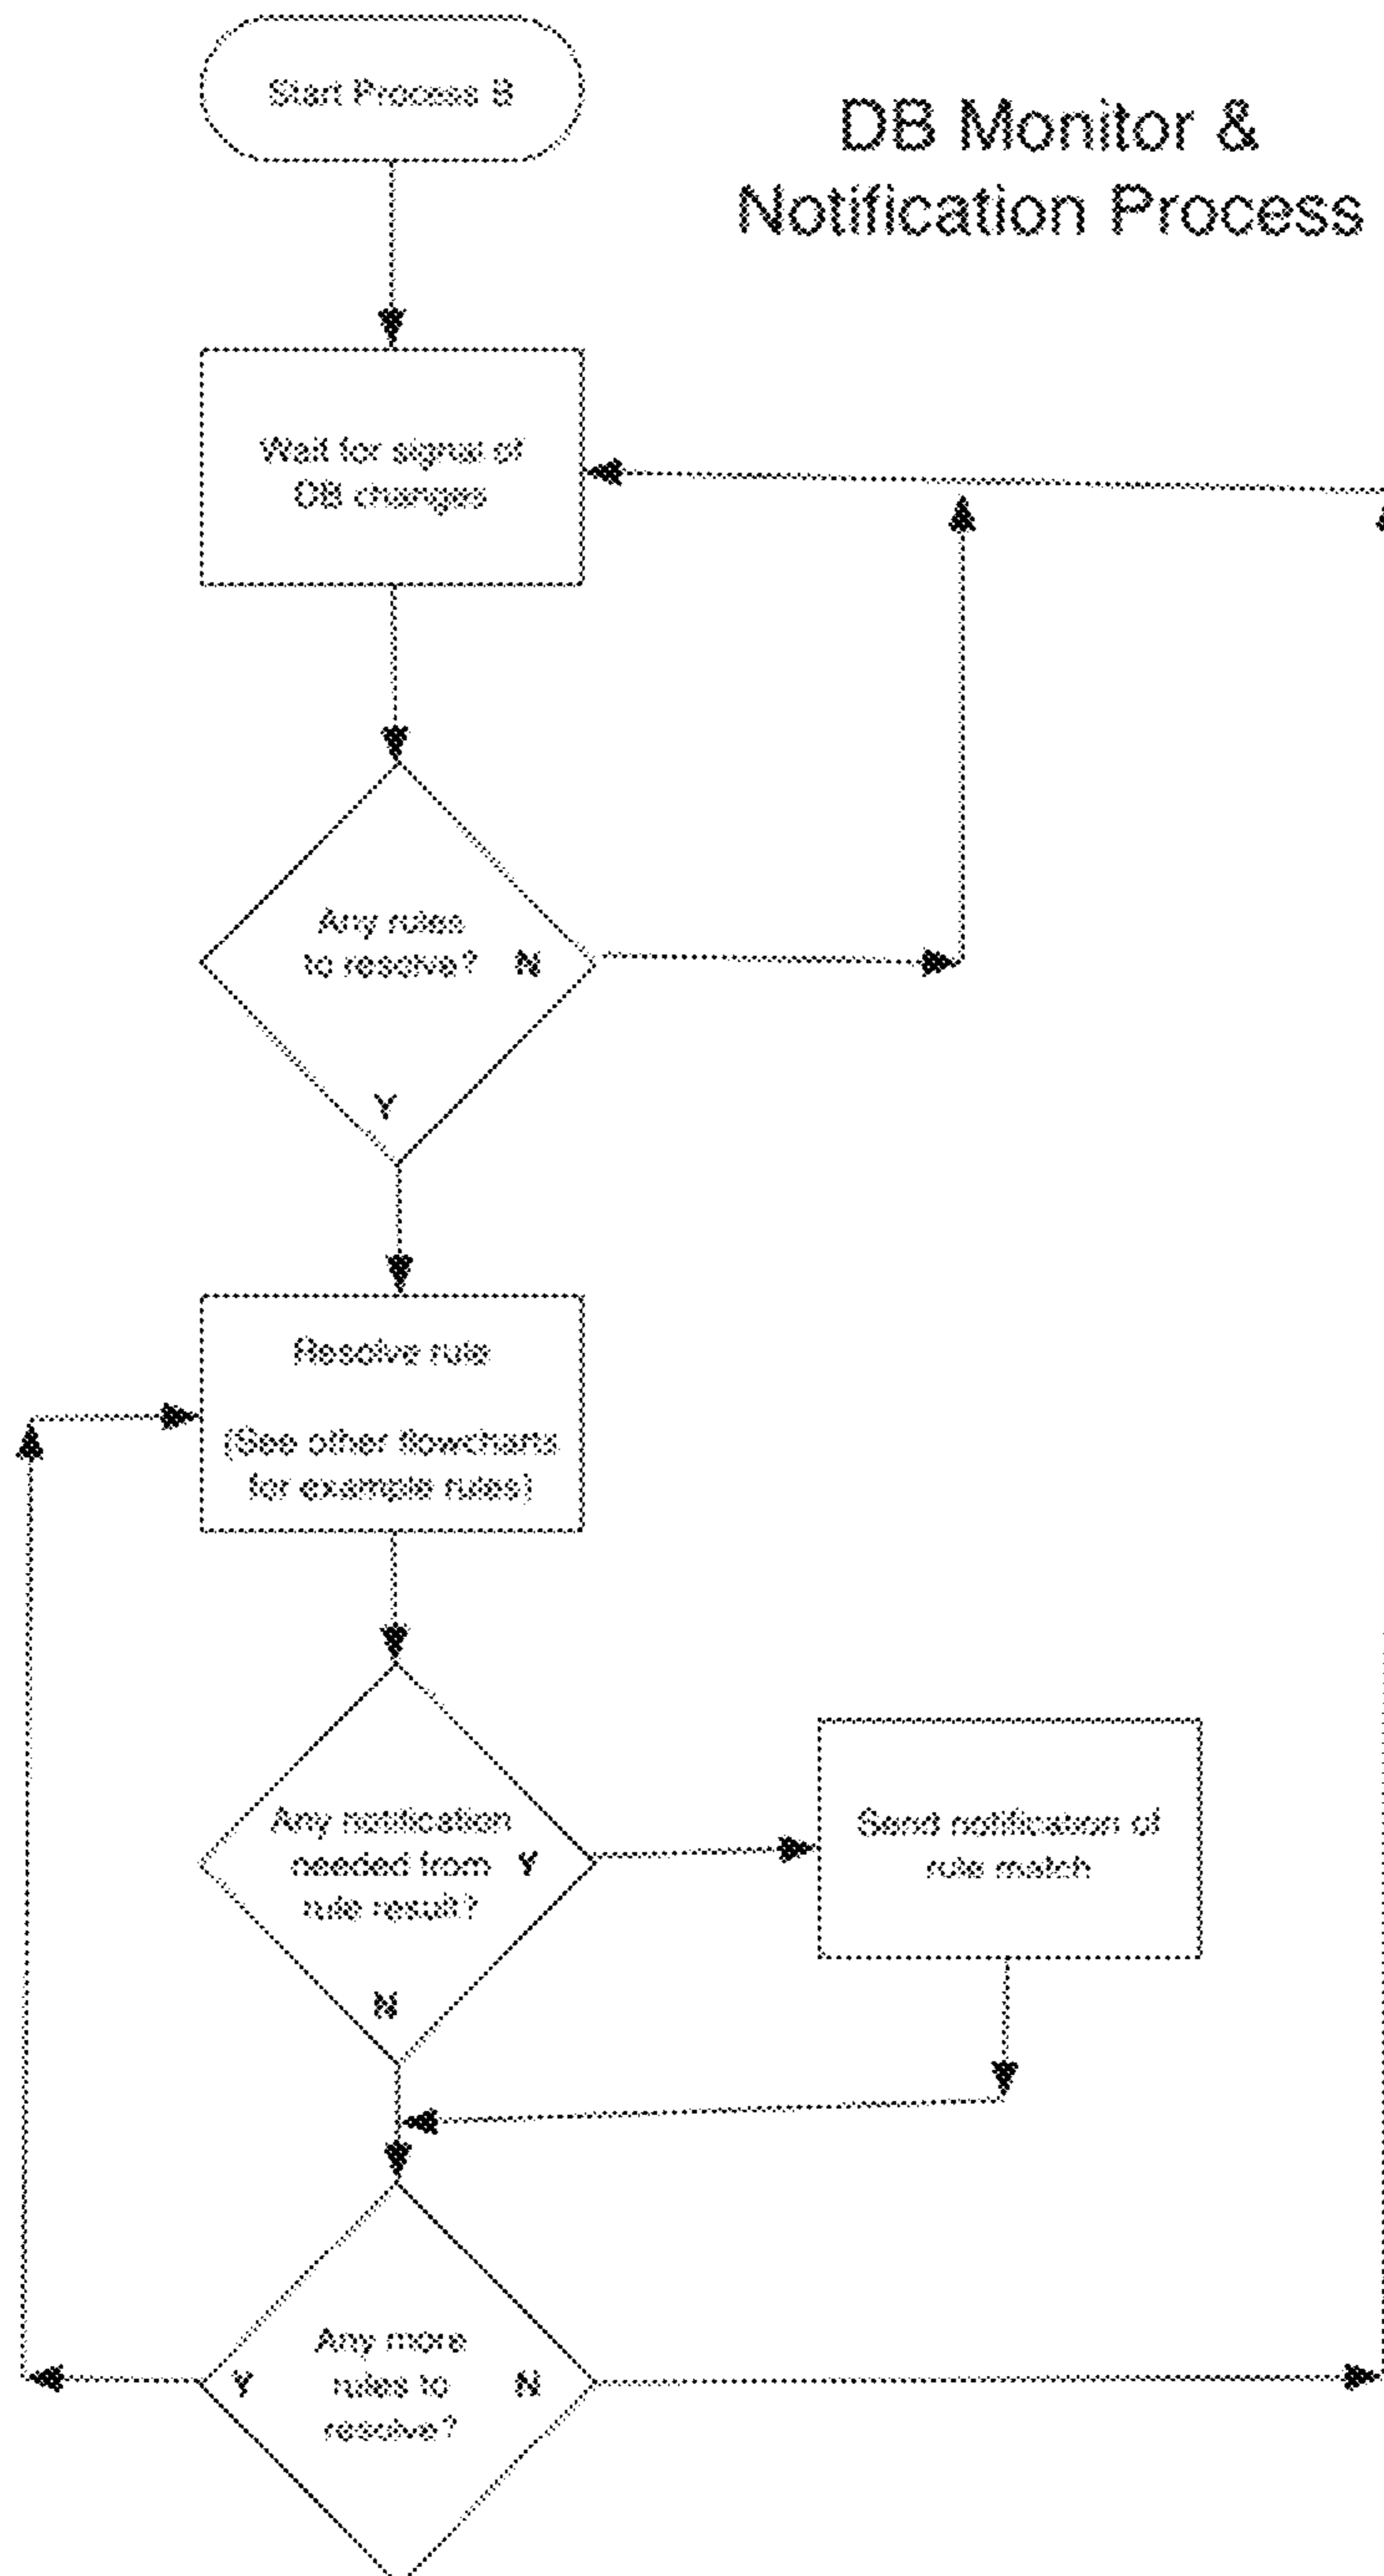 Start Process B
DB Monitor &
Notification Process
Wait for signal of
DB changes
Any rules
to resolve?
N
Y
Resolve rule
(See other flowcharts
for example rules)
Any notification
needed from
rule result?
Y
N
Send notification of
rule match
Any more
rules to
resolve?
Y
N